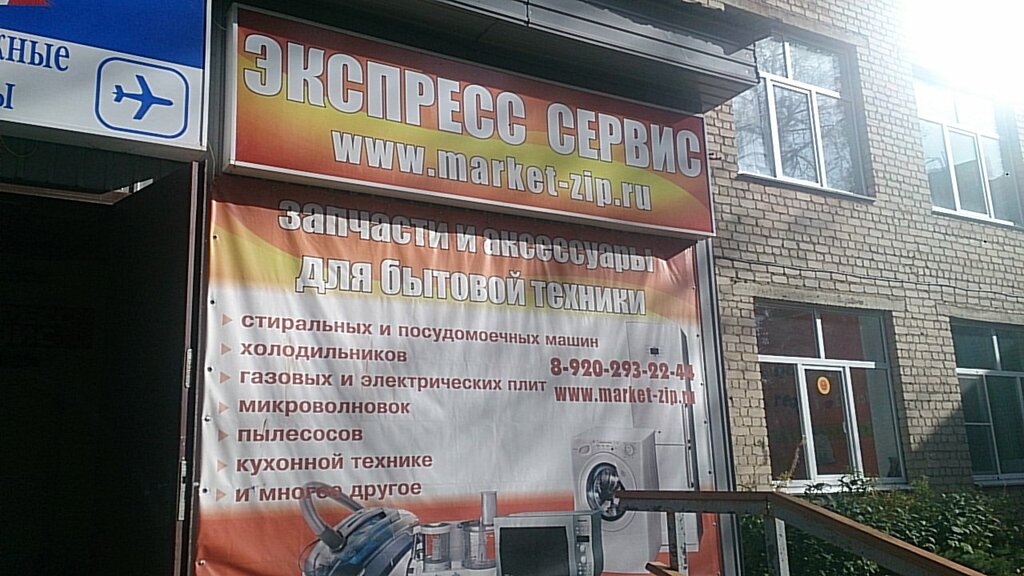 ЭКСПРЕСС СЕРВИС
www.market-zip.ru
запчасти и аксессуары
для бытовой техники
стиральных и посудомоечных машин
холодильников
газовых и электрических плит
микроволновок
пылесосов
кухонной технике
и многое другое
8-920-293-22-44
www.market-zip.ru